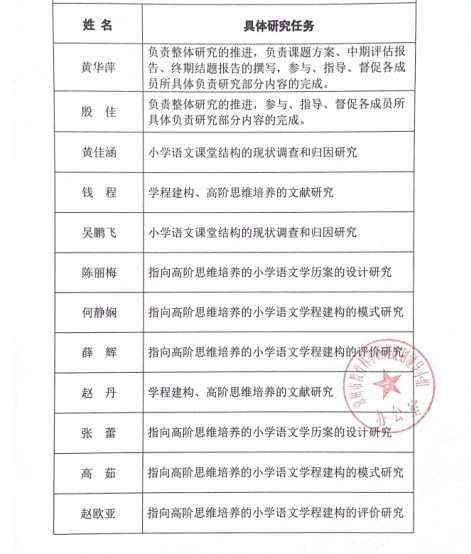 姓 名 具体研究任务
黄华萍 负责整体研究的推进，负责课题方案、中期评估报
告、终期结题报告的撰写，参与、指导、督促各成
员所具体负责研究部分内容的完成。
殷 佳 负责整体研究的推进，参与、指导、督促各成员所
具体负责研究部分内容的完成。
黄佳涵 小学语文课堂结构的现状调查和归因研究
钱 程 学程建构、高阶思维培养的文献研究
吴鹏飞 小学语文课堂结构的现状调查和归因研究
陈丽梅 指向高阶思维培养的小学语文学历案的设计研究
何静娴 指向高阶思维培养的小学语文学程建构的模式研究
薛 辉 指向高阶思维培养的小学语文学程建构的评价研究
赵 丹 学程建构、高阶思维培养的文献研究
张 蕾 指向高阶思维培养的小学语文学历案的设计研究
高 茹 指向高阶思维培养的小学语文学程建构的模式研究
赵欧亚 指向高阶思维培养的小学语文学程建构的评价研究
办公室